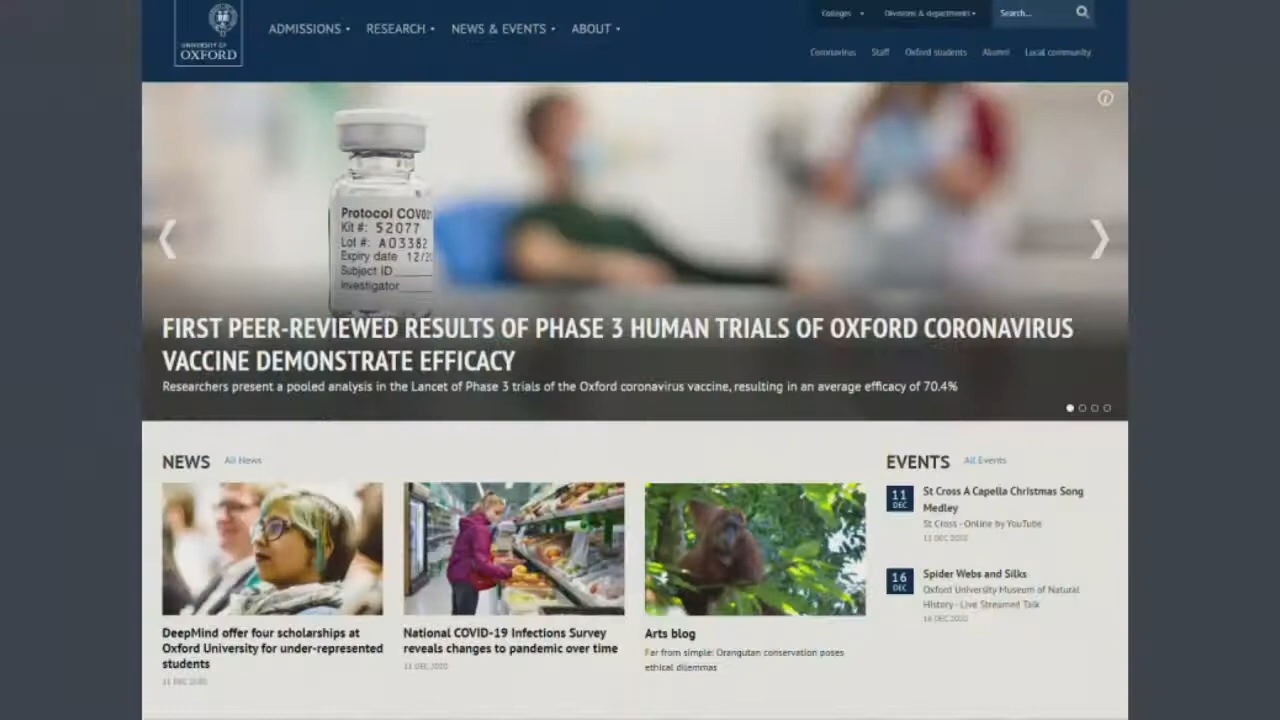 UNIVERSITY OF
OXFORD
ADMISSIONS
RESEARCH
NEWS & EVENTS
ABOUT
Colleges
Divisions & departments
Search...
Coronavirus
Staff
Oxford students
Alumni
Local community
Protocol COV
Kit #: 52077
Lot #: A03382
Expiry date 12/20
Subject ID
Investigator
FIRST PEER-REVIEWED RESULTS OF PHASE 3 HUMAN TRIALS OF OXFORD CORONAVIRUS
VACCINE DEMONSTRATE EFFICACY
Researchers present a pooled analysis in the Lancet of Phase 3 trials of the Oxford coronavirus vaccine, resulting in an average efficacy of 70.4%
NEWS
All News
DeepMind offer four scholarships at
Oxford University for under-represented
students
11 DEC 2020
National COVID-19 Infections Survey
reveals changes to pandemic over time
11 DEC 2020
Arts blog
Far from simple: Orangutan conservation poses
ethical dilemmas
EVENTS
All Events
11
DEC
St Cross A Capella Christmas Song
Medley
St Cross - Online by YouTube
11 DEC 2020
16
DEC
Spider Webs and Silks
Oxford University Museum of Natural
History - Live Streamed Talk
16 DEC 2020